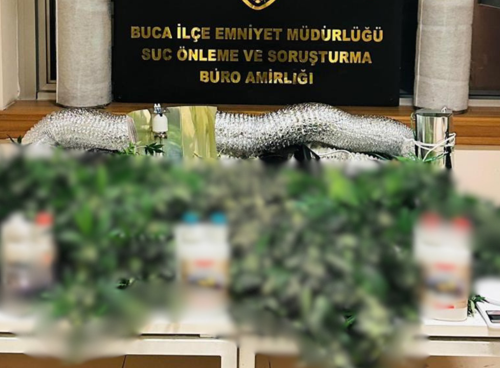 BUCA İLÇE EMNİYET MÜDÜRLÜĞÜ
SUÇ ÖNLEME VE SORUŞTURMA
BÜRO AMİRLİĞİ